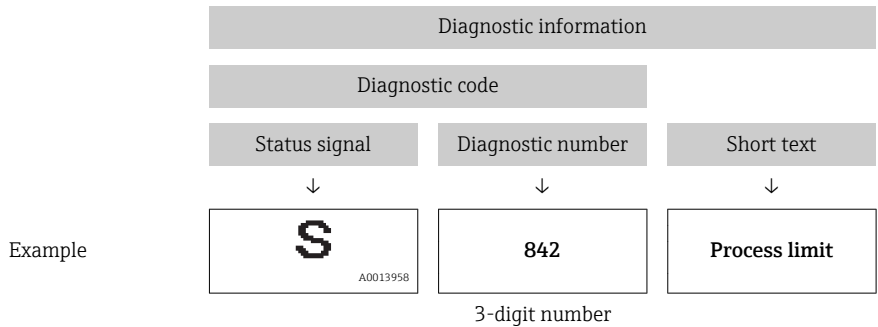 Diagnostic information
Diagnostic code
Status signal Diagnostic number Short text
↓ ↓ ↓
Example S 842 Process limit
A0013958
3-digit number